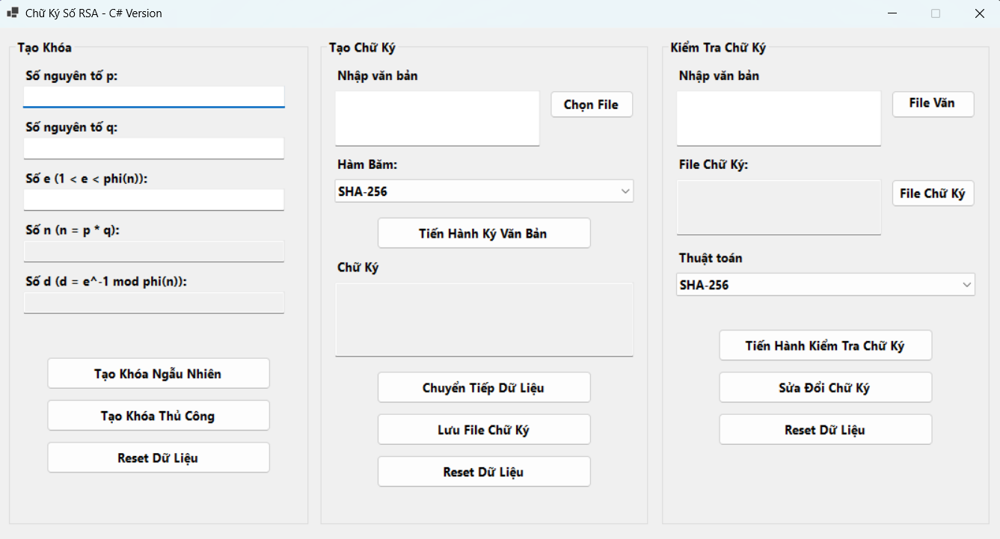 Chữ Ký Số RSA - C# Version
Tạo Khóa
Số nguyên tố p:
Số nguyên tố q:
Số e (1 < e < phi(n)):
Số n (n = p * q):
Số d (d = e^-1 mod phi(n)):
Tạo Khóa Ngẫu Nhiên
Tạo Khóa Thủ Công
Reset Dữ Liệu
Tạo Chữ Ký
Nhập văn bản
Chọn File
Hàm Băm:
SHA-256
Tiến Hành Ký Văn Bản
Chữ Ký
Chuyển Tiếp Dữ Liệu
Lưu File Chữ Ký
Reset Dữ Liệu
Kiểm Tra Chữ Ký
Nhập văn bản
File Văn
File Chữ Ký:
File Chữ Ký
Thuật toán
SHA-256
Tiến Hành Kiểm Tra Chữ Ký
Sửa Đổi Chữ Ký
Reset Dữ Liệu